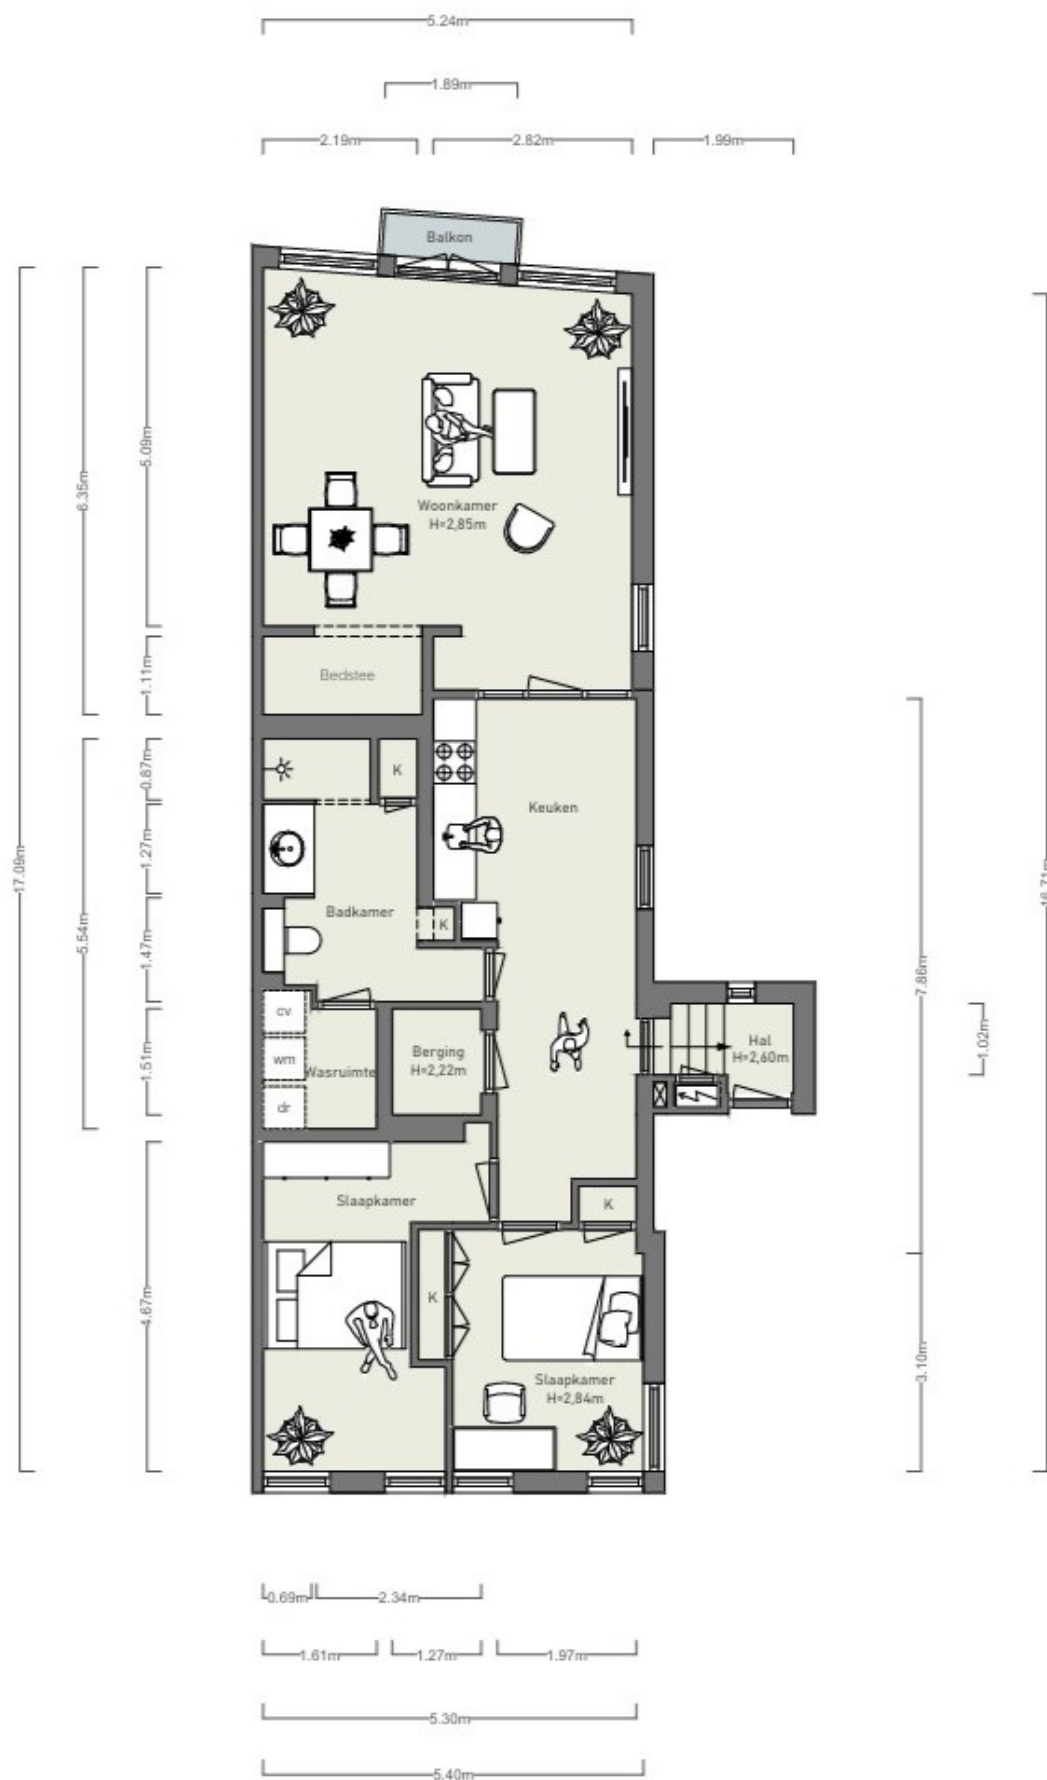 5.24m
1.89m
2.19m
2.82m
1.99m
Balkon
5.09m
6.35m
Woonkamer
H=2,85m
1.11m
Bedstee
0.87m
K
Keuken
1.27m
17.09m
16.71m
Badkamer
K
5.54m
1.47m
7.86m
cv
Hal
H=2,60m
1.02m
Berging
H=2,22m
wm
Wasruimte
1.51m
dr
Slaapkamer
K
K
4.67m
3.10m
Slaapkamer
H=2,84m
0.69m
2.34m
1.61m
1.27m
1.97m
5.30m
5.40m